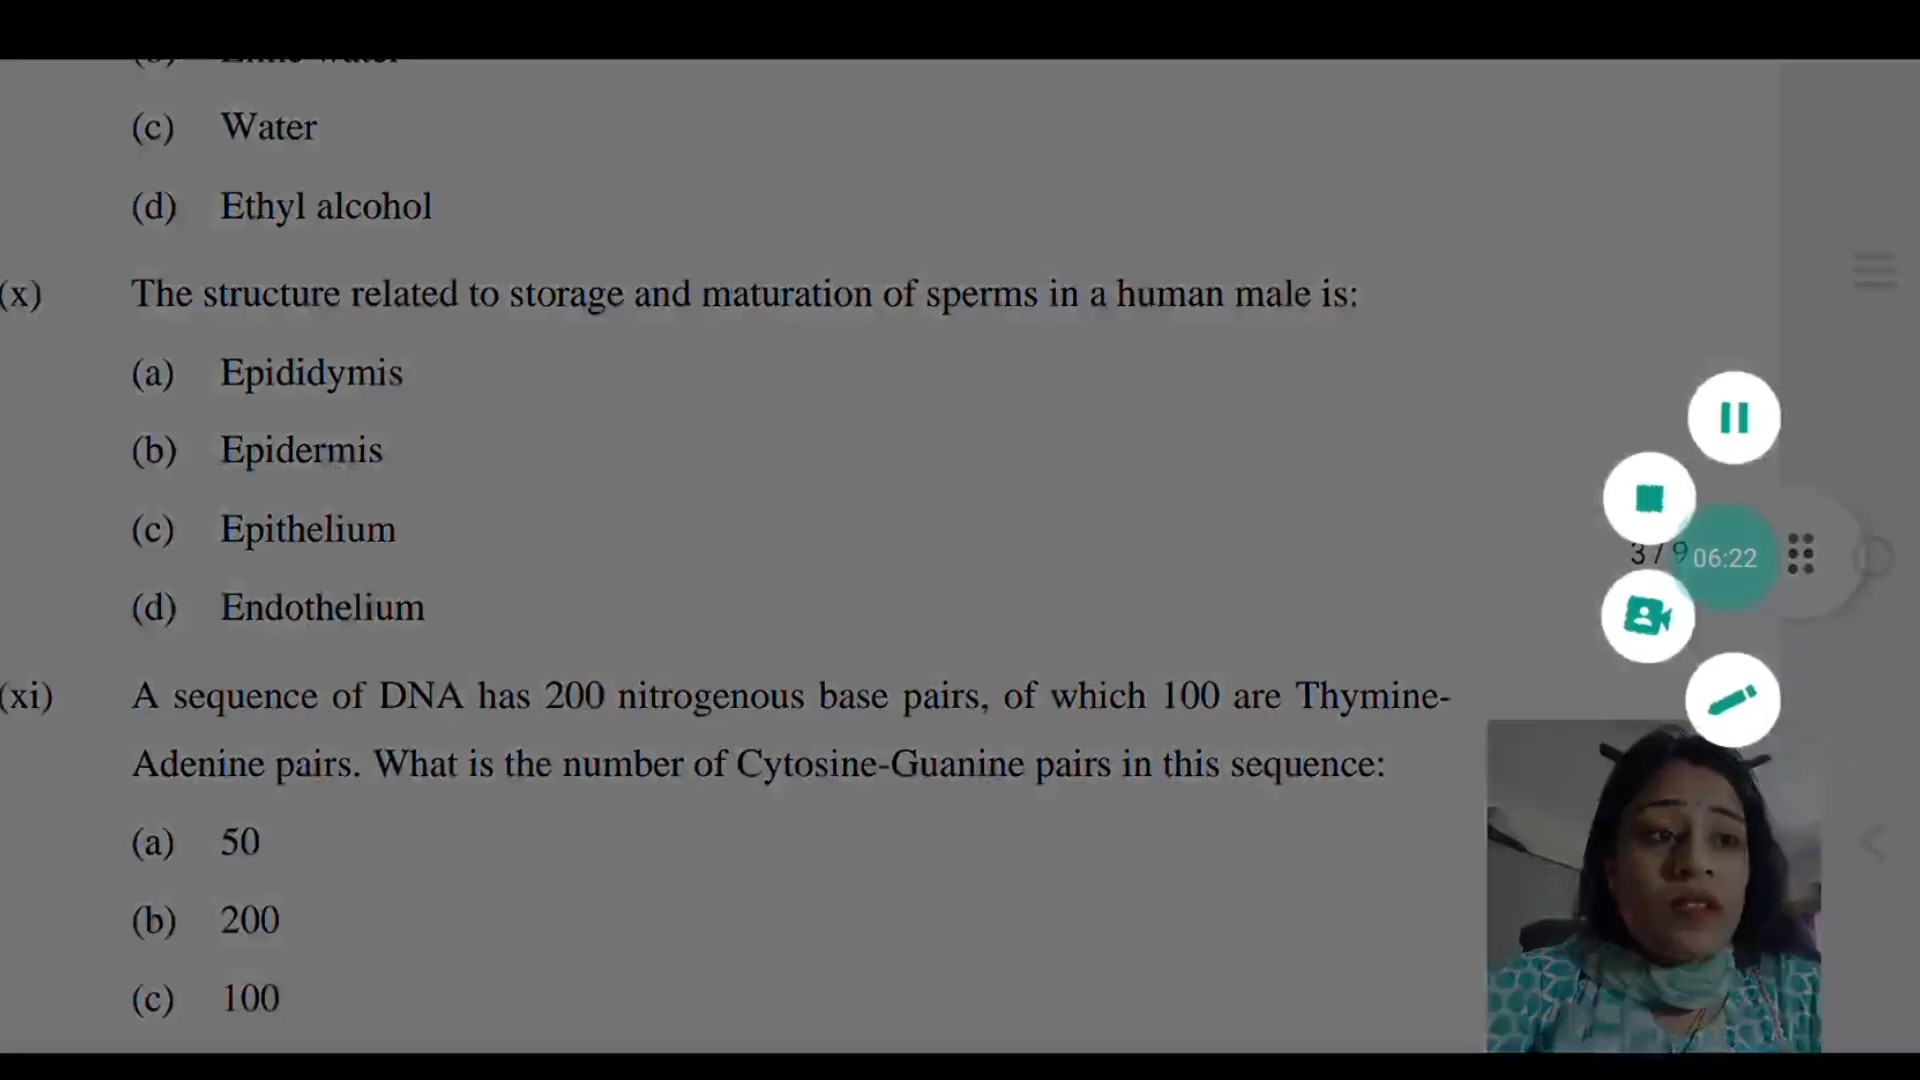 (c) Water
(d) Ethyl alcohol
(x) The structure related to storage and maturation of sperms in a human male is:
(a) Epididymis
(b) Epidermis
(c) Epithelium
(d) Endothelium
3 / 9 06:22
(xi) A sequence of DNA has 200 nitrogenous base pairs, of which 100 are Thymine-
Adenine pairs. What is the number of Cytosine-Guanine pairs in this sequence:
(a) 50
(b) 200
(c) 100